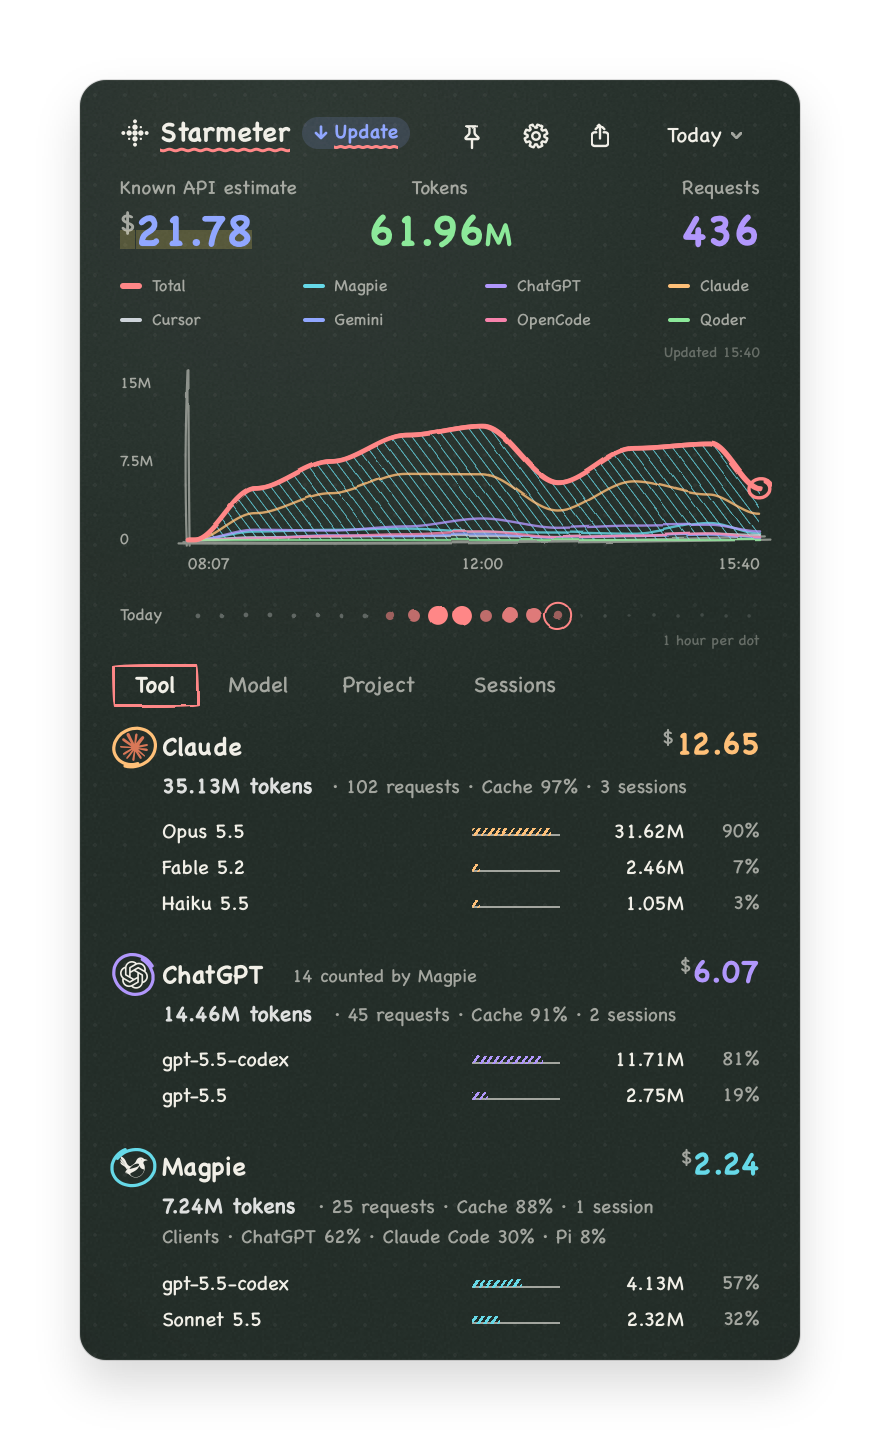 Starmeter ↓ Update Today
Known API estimate Tokens Requests
$21.78 61.96M 436
Total Magpie ChatGPT Claude
Cursor Gemini OpenCode Qoder
Updated 15:40
15M
7.5M
0
08:07 12:00 15:40
Today
1 hour per dot
Tool Model Project Sessions
Claude $12.65
35.13M tokens · 102 requests · Cache 97% · 3 sessions
Opus 5.5 31.62M 90%
Fable 5.2 2.46M 7%
Haiku 5.5 1.05M 3%
ChatGPT 14 counted by Magpie $6.07
14.46M tokens · 45 requests · Cache 91% · 2 sessions
gpt-5.5-codex 11.71M 81%
gpt-5.5 2.75M 19%
Magpie $2.24
7.24M tokens · 25 requests · Cache 88% · 1 session
Clients · ChatGPT 62% · Claude Code 30% · Pi 8%
gpt-5.5-codex 4.13M 57%
Sonnet 5.5 2.32M 32%